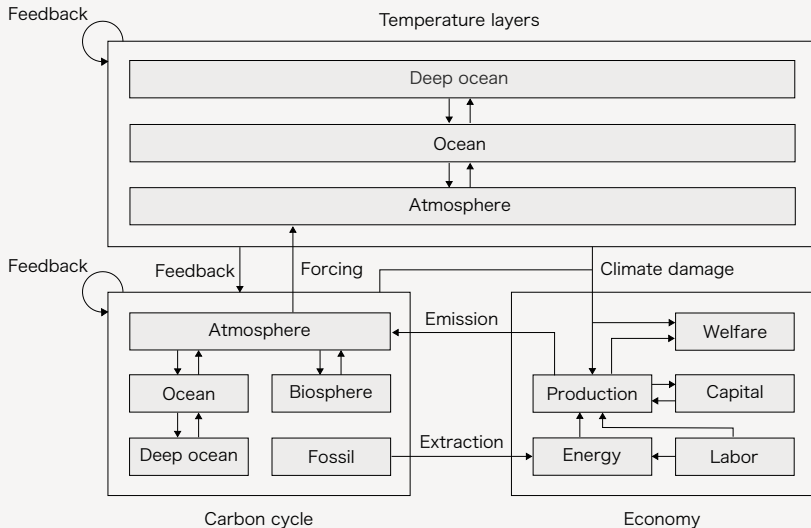 Feedback
Temperature layers
Deep ocean
Ocean
Atmosphere
Feedback
Feedback
Forcing
Climate damage
Atmosphere
Emission
Welfare
Ocean
Biosphere
Production
Capital
Deep ocean
Fossil
Extraction
Energy
Labor
Carbon cycle
Economy